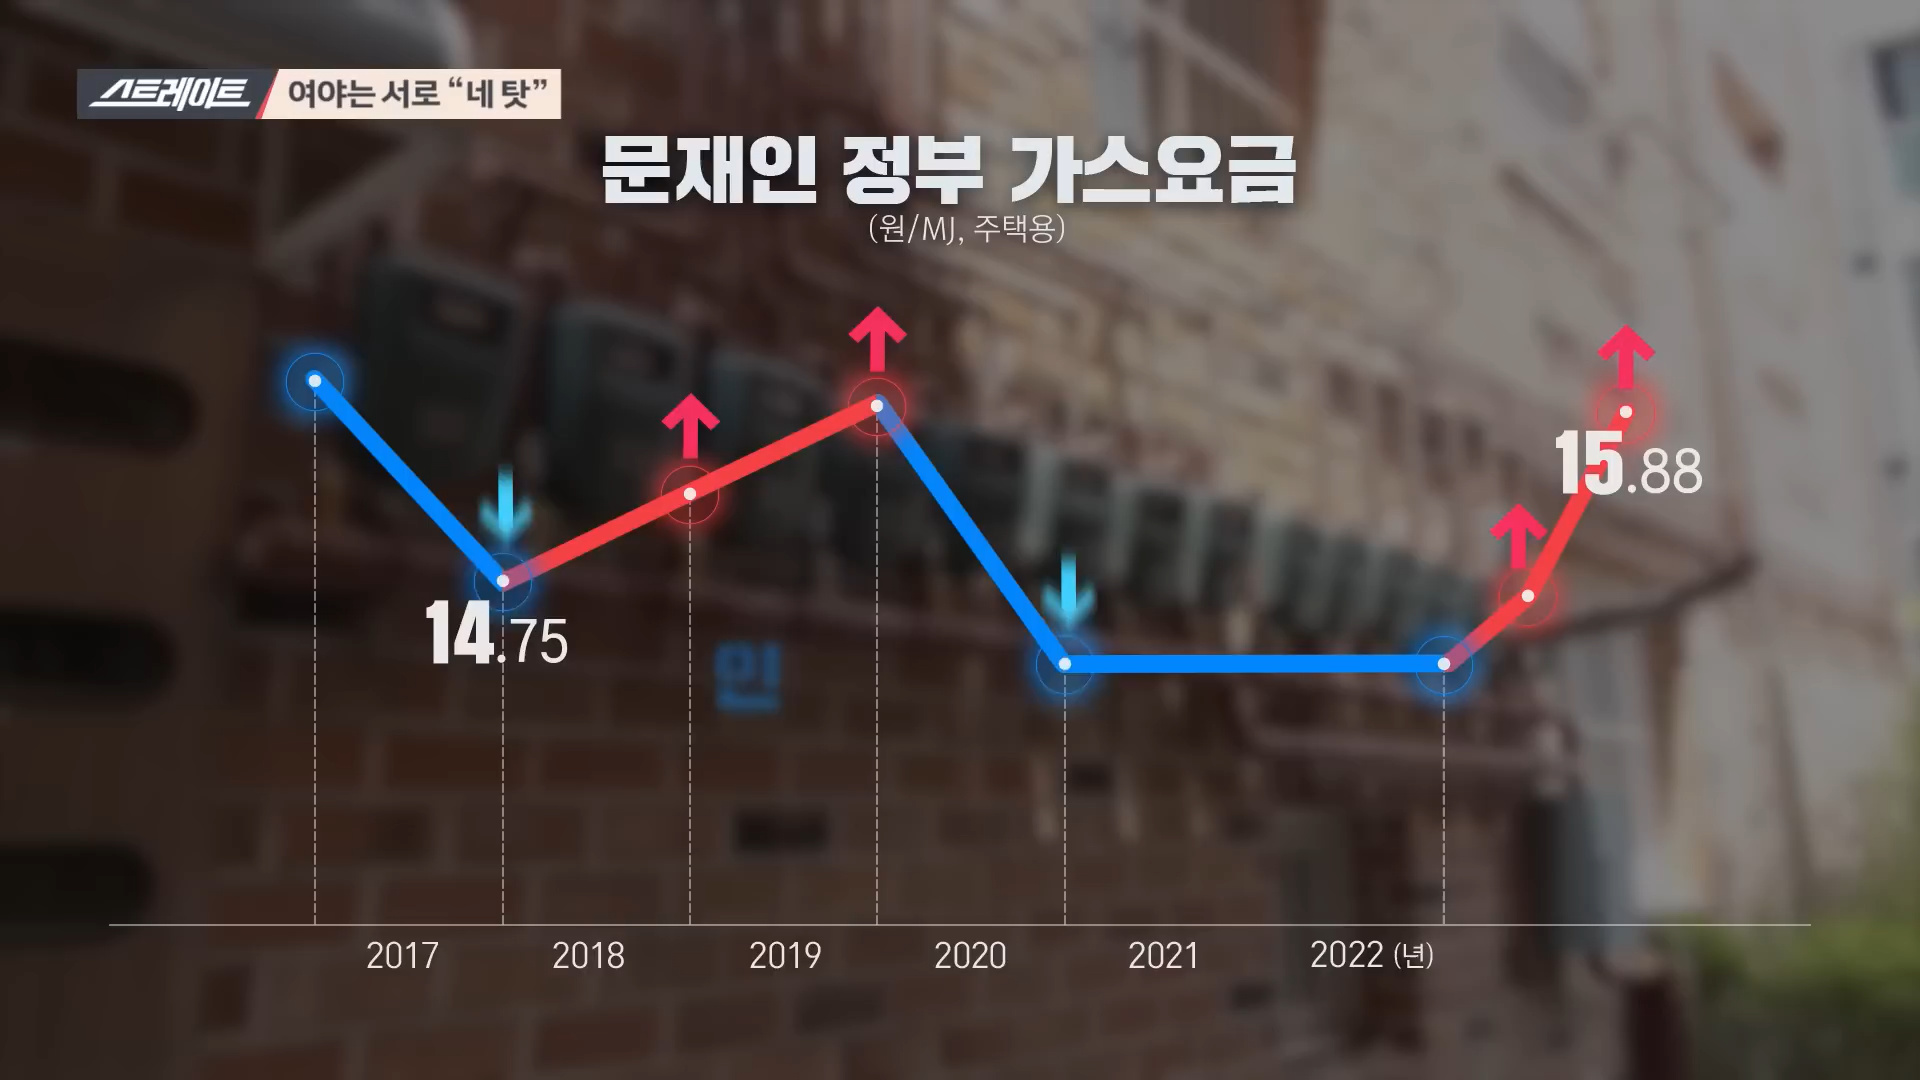 스트레이트 여야는 서로 “네 탓”
문재인 정부 가스요금
(원/MJ, 주택용)
15.88
14.75
민
2017 2018 2019 2020 2021 2022 (년)